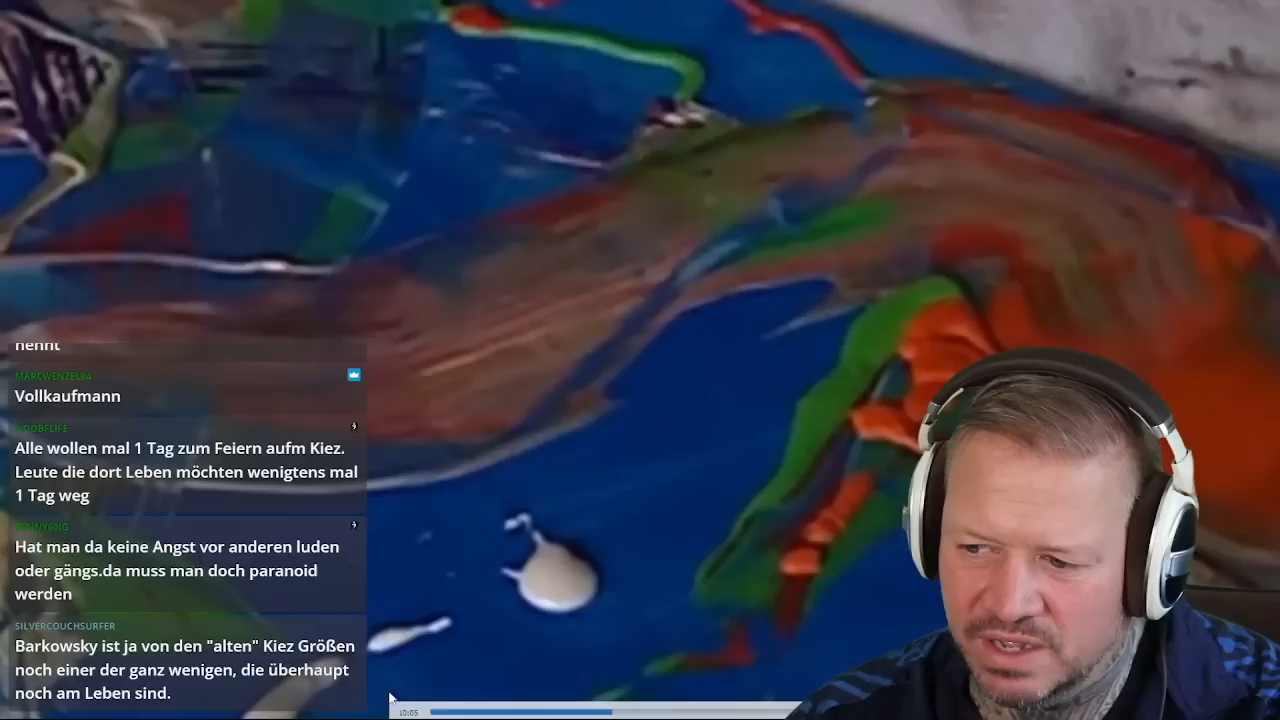 nennt
MARCWENZEL84
Vollkaufmann
NOOBFLIFE
Alle wollen mal 1 Tag zum Feiern aufm Kiez.
Leute die dort Leben möchten wenigtens mal
1 Tag weg
Hat man da keine Angst vor anderen luden
oder gängs.da muss man doch paranoid
werden
SILVERCOUCHSURFER
Barkowsky ist ja von den "alten" Kiez Größen
noch einer der ganz wenigen, die überhaupt
noch am Leben sind.
10:05